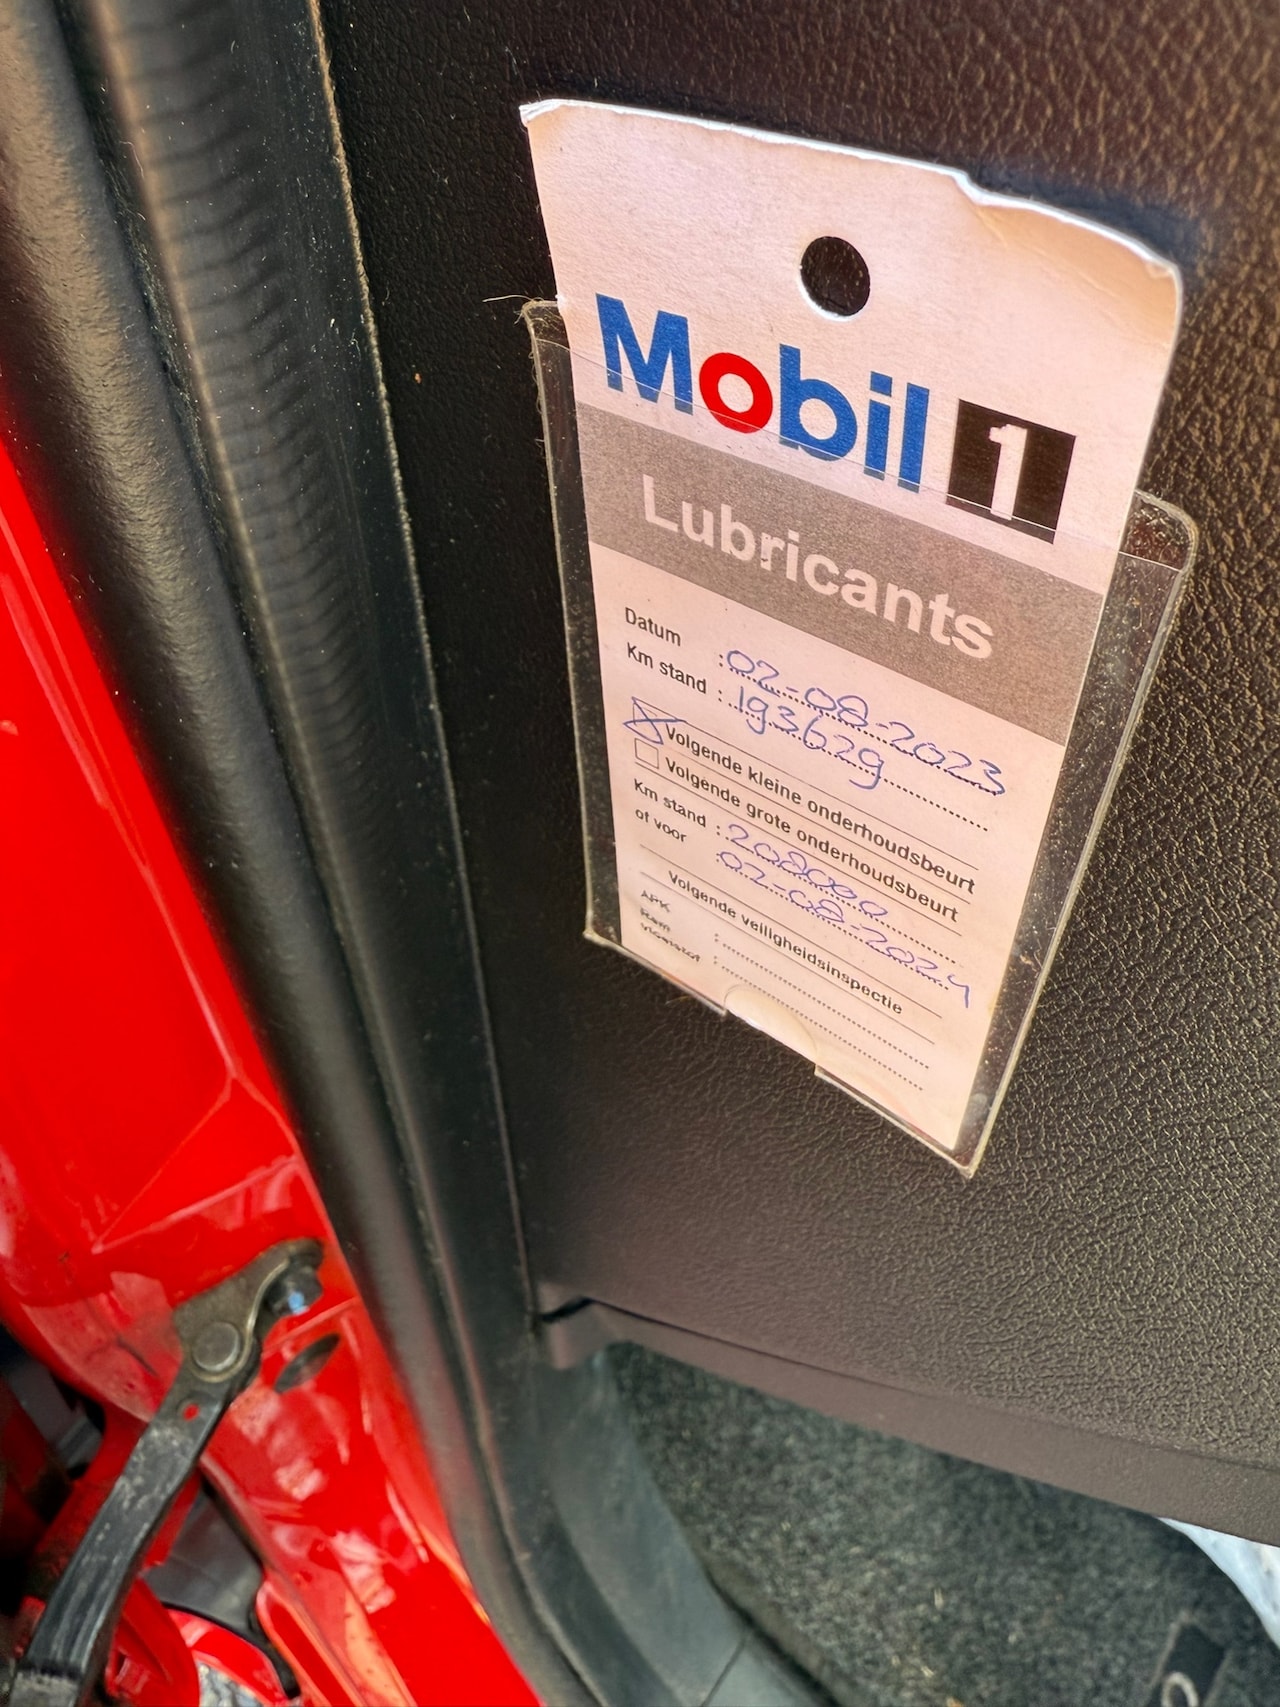 Mobil 1
Lubricants
Datum : 02-08-2023
Km stand : 193629
Volgende kleine onderhoudsbeurt
Volgende grote onderhoudsbeurt
Km stand : 208000
of voor : 02-08-2024
Volgende veiligheidsinspectie
APK :
Rem :
vloeistof